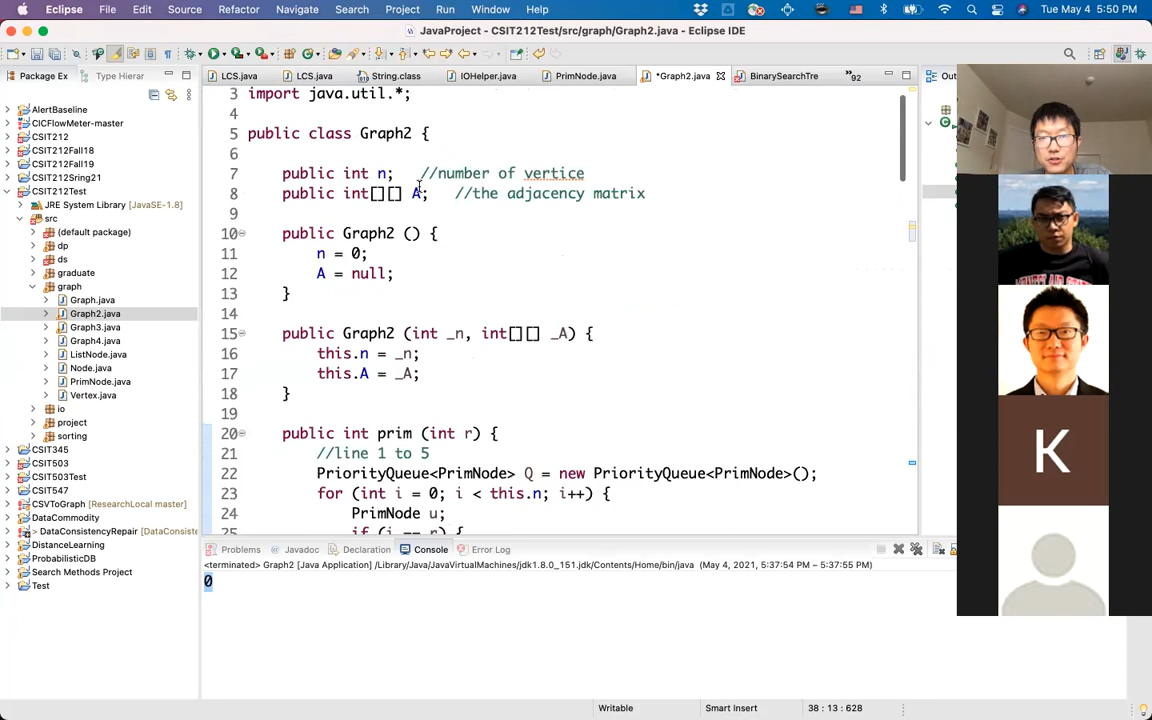 Eclipse File Edit Source Refactor Navigate Search Project Run Window Help Tue May 4 5:50 PM
JavaProject - CSIT212Test/src/graph/Graph2.java - Eclipse IDE
Package Ex Type Hierar LCS.java LCS.java String.class IOHelper.java PrimNode.java *Graph2.java BinarySearchTre »92 Out
AlertBaseline
CICFlowMeter-master
CSIT212
CSIT212Fall18
CSIT212Fall19
CSIT212Sring21
CSIT212Test
JRE System Library [JavaSE-1.8]
src
(default package)
dp
ds
graduate
graph
Graph.java
Graph2.java
Graph3.java
Graph4.java
ListNode.java
Node.java
PrimNode.java
Vertex.java
io
project
sorting
CSIT345
CSIT503
CSIT503Test
CSIT547
CSVToGraph [ResearchLocal master]
DataCommodity
> DataConsistencyRepair [DataConsiste
DistanceLearning
ProbabilisticDB
Search Methods Project
Test
3 import java.util.*;
4
5 public class Graph2 {
6
7 public int n; //number of vertice
8 public int[][] A; //the adjacency matrix
9
10 public Graph2 () {
11 n = 0;
12 A = null;
13 }
14
15 public Graph2 (int _n, int[][] _A) {
16 this.n = _n;
17 this.A = _A;
18 }
19
20 public int prim (int r) {
21 //line 1 to 5
22 PriorityQueue<PrimNode> Q = new PriorityQueue<PrimNode>();
23 for (int i = 0; i < this.n; i++) {
24 PrimNode u;
25 if (i == r) {
Problems Javadoc Declaration Console Error Log
<terminated> Graph2 [Java Application] /Library/Java/JavaVirtualMachines/jdk1.8.0_151.jdk/Contents/Home/bin/java (May 4, 2021, 5:37:54 PM – 5:37:55 PM)
0
K
Writable Smart Insert 38 : 13 : 628